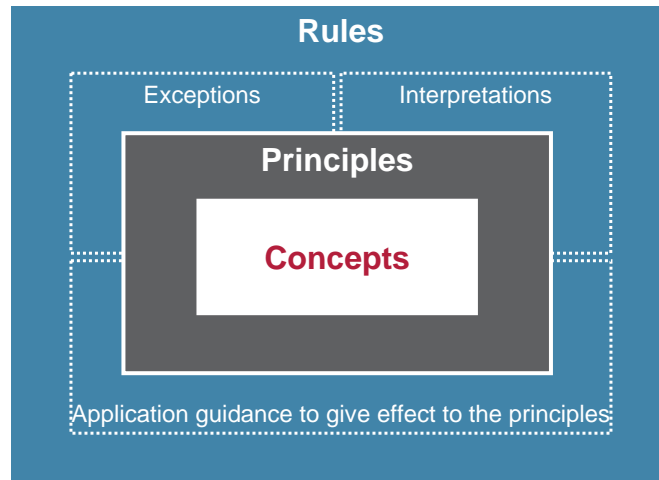 Rules
Exceptions
Interpretations
Principles
Concepts
Application guidance to give effect to the principles